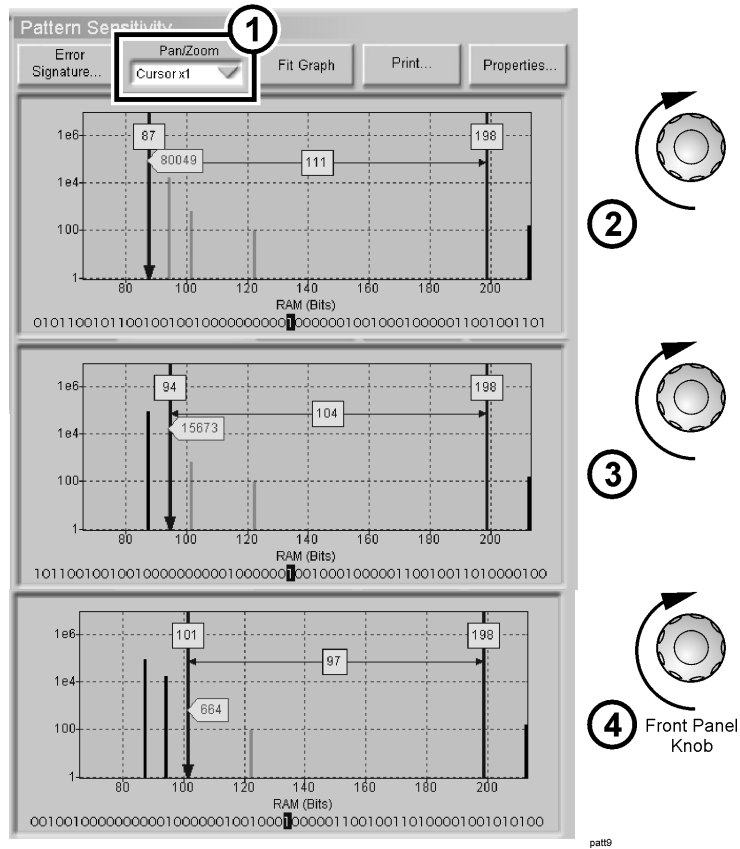 Pattern Sensitivity
1
Error Signature...
Pan/Zoom
Cursor x1
Fit Graph
Print...
Properties...
1e6
1e4
100
1
87
80049
111
198
80
100
120
140
160
180
200
RAM (Bits)
0101100101100100100100000000001000000100100010000011001001101
2
1e6
1e4
100
1
94
15673
104
198
80
100
120
140
160
180
200
RAM (Bits)
1011001001001000000000010000001001000100000110010011010000100
3
1e6
1e4
100
1
101
664
97
198
80
100
120
140
160
180
200
RAM (Bits)
0010010000000000100000010010001000001100100110100001001010100
4
Front Panel
Knob
patt9